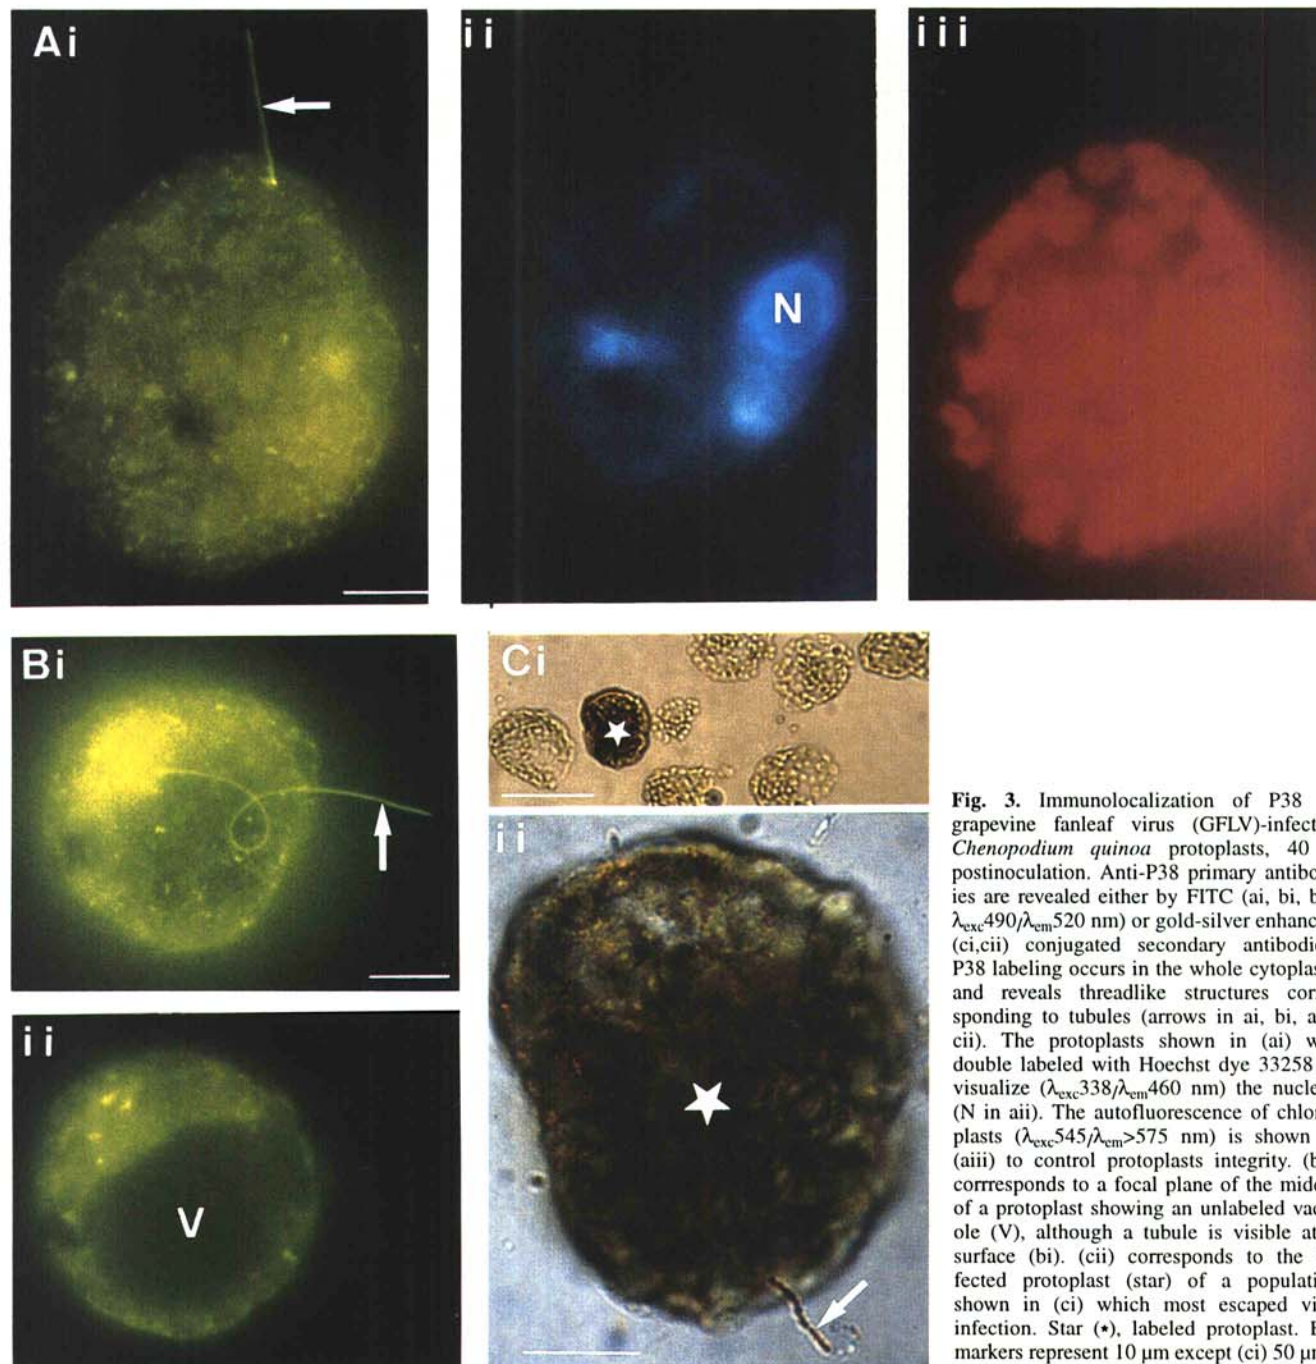 Ai
ii
iii
N
Bi
Ci
ii
ii
V
Fig. 3. Immunolocalization of P38
grapevine fanleaf virus (GFLV)-infect
Chenopodium quinoa protoplasts, 40
postinoculation. Anti-P38 primary antibo
ies are revealed either by FITC (ai, bi, b
λexc490/λem520 nm) or gold-silver enhanc
(ci,cii) conjugated secondary antibodi
P38 labeling occurs in the whole cytoplas
and reveals threadlike structures cor
sponding to tubules (arrows in ai, bi, a
cii). The protoplasts shown in (ai) w
double labeled with Hoechst dye 33258
visualize (λexc338/λem460 nm) the nucle
(N in aii). The autofluorescence of chlor
plasts (λexc545/λem>575 nm) is shown
(aiii) to control protoplasts integrity. (b
corrresponds to a focal plane of the mid
of a protoplast showing an unlabeled vac
ole (V), although a tubule is visible at
surface (bi). (cii) corresponds to the
fected protoplast (star) of a populati
shown in (ci) which most escaped vi
infection. Star (⋆), labeled protoplast.
markers represent 10 μm except (ci) 50 μm